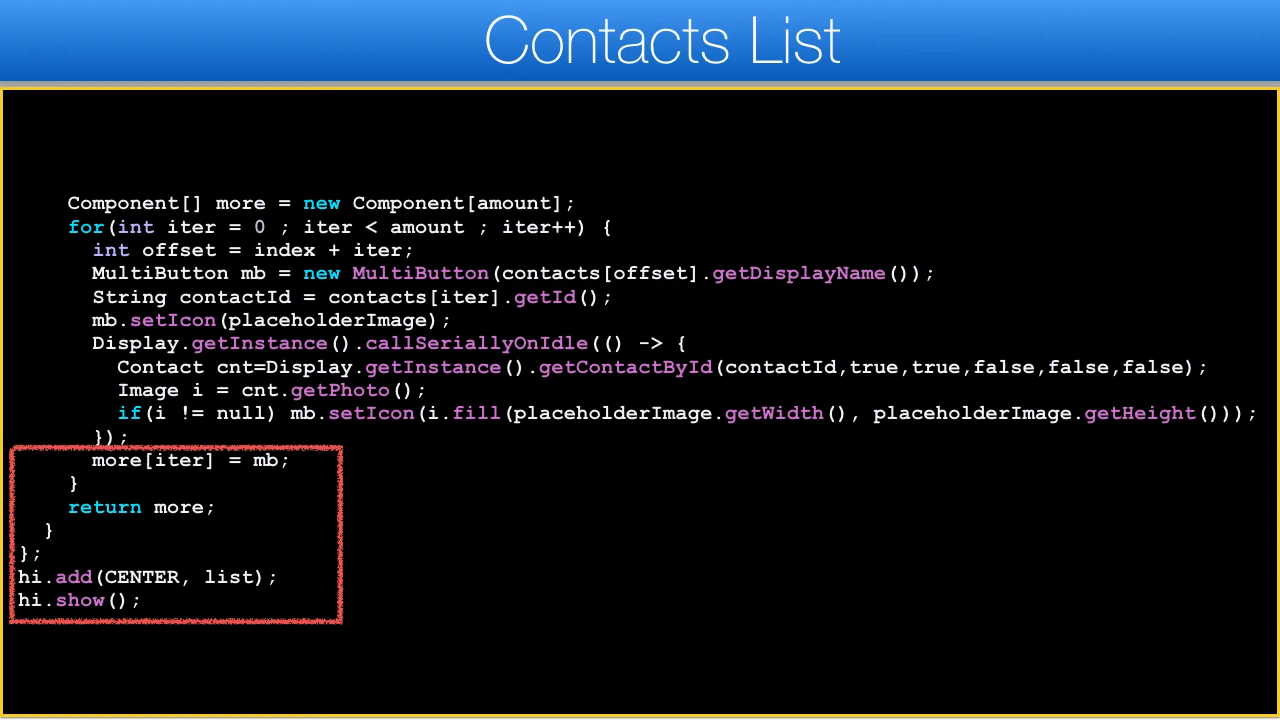 Contacts List
Component[] more = new Component[amount];
for(int iter = 0 ; iter < amount ; iter++) {
int offset = index + iter;
MultiButton mb = new MultiButton(contacts[offset].getDisplayName());
String contactId = contacts[iter].getId();
mb.setIcon(placeholderImage);
Display.getInstance().callSeriallyOnIdle(() -> {
Contact cnt=Display.getInstance().getContactById(contactId,true,true,false,false,false);
Image i = cnt.getPhoto();
if(i != null) mb.setIcon(i.fill(placeholderImage.getWidth(), placeholderImage.getHeight()));
});
more[iter] = mb;
}
return more;
}
};
hi.add(CENTER, list);
hi.show();